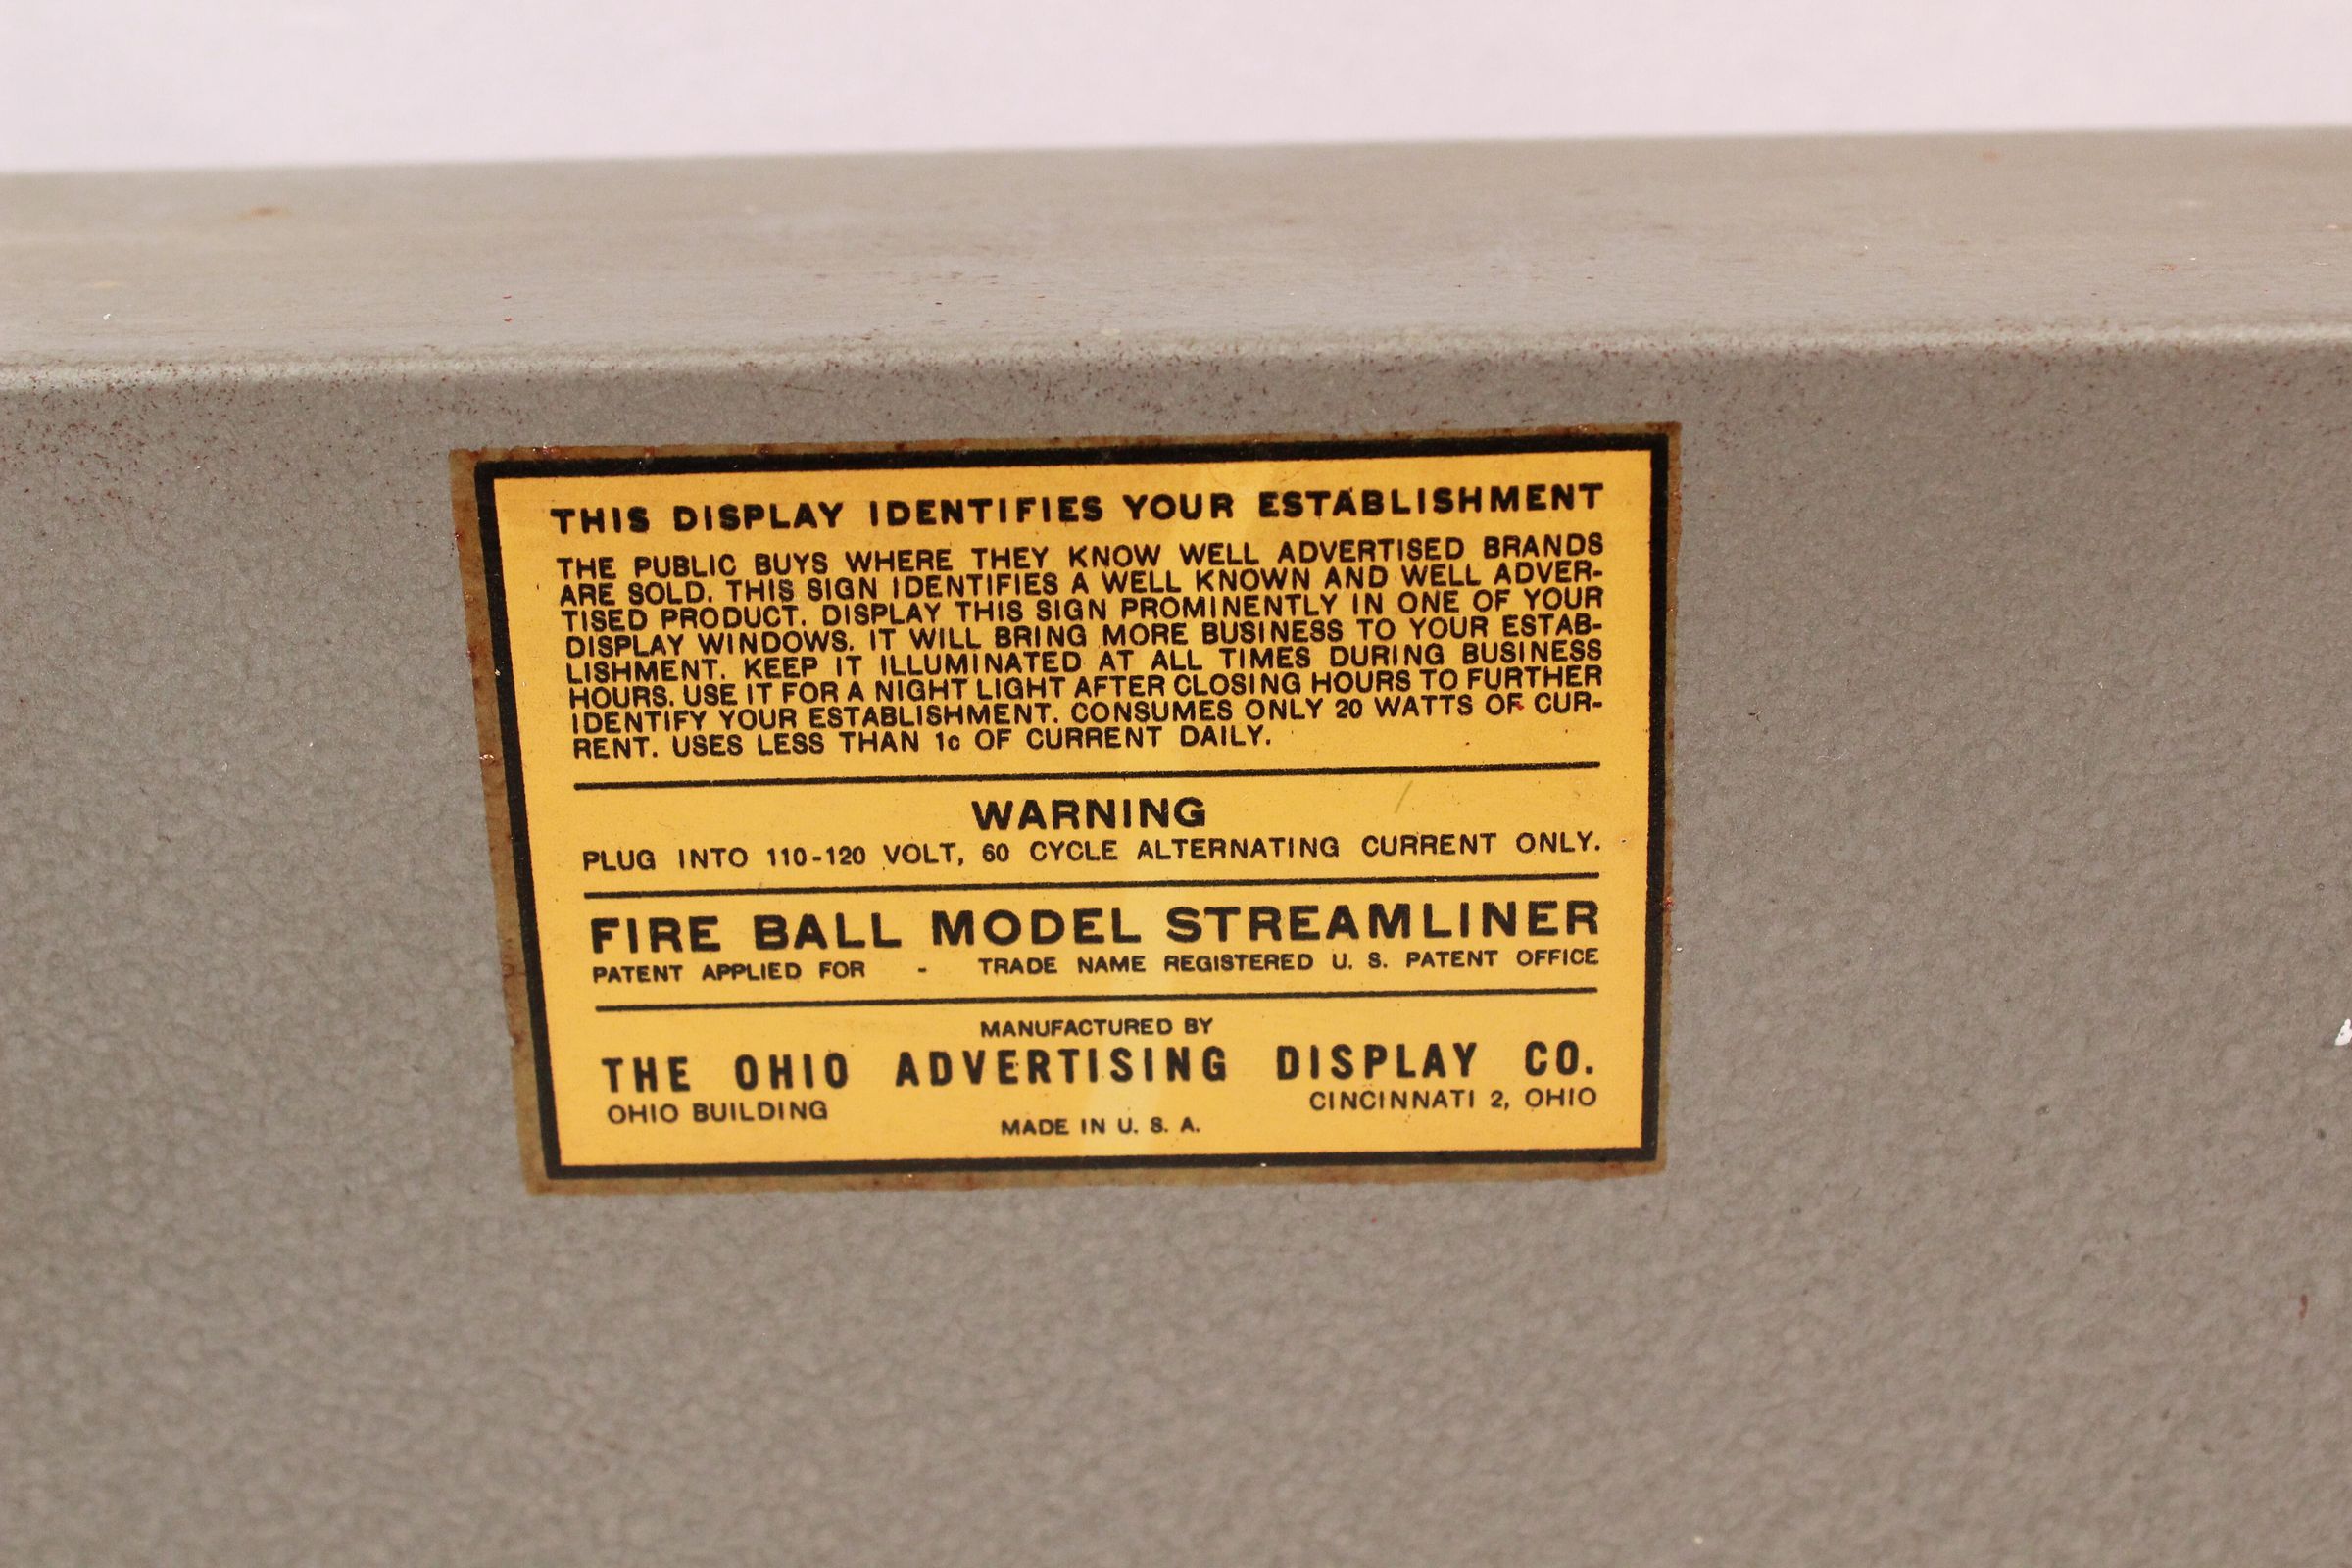 THIS DISPLAY IDENTIFIES YOUR ESTABLISHMENT
THE PUBLIC BUYS WHERE THEY KNOW WELL ADVERTISED BRANDS
ARE SOLD. THIS SIGN IDENTIFIES A WELL KNOWN AND WELL ADVER-
TISED PRODUCT. DISPLAY THIS SIGN PROMINENTLY IN ONE OF YOUR
DISPLAY WINDOWS. IT WILL BRING MORE BUSINESS TO YOUR ESTAB-
LISHMENT. KEEP IT ILLUMINATED AT ALL TIMES DURING BUSINESS
HOURS. USE IT FOR A NIGHT LIGHT AFTER CLOSING HOURS TO FURTHER
IDENTIFY YOUR ESTABLISHMENT. CONSUMES ONLY 20 WATTS OF CUR-
RENT. USES LESS THAN 1c OF CURRENT DAILY.
WARNING
PLUG INTO 110-120 VOLT, 60 CYCLE ALTERNATING CURRENT ONLY.
FIRE BALL MODEL STREAMLINER
PATENT APPLIED FOR - TRADE NAME REGISTERED U. S. PATENT OFFICE
MANUFACTURED BY
THE OHIO ADVERTISING DISPLAY CO.
OHIO BUILDING CINCINNATI 2, OHIO
MADE IN U. S. A.